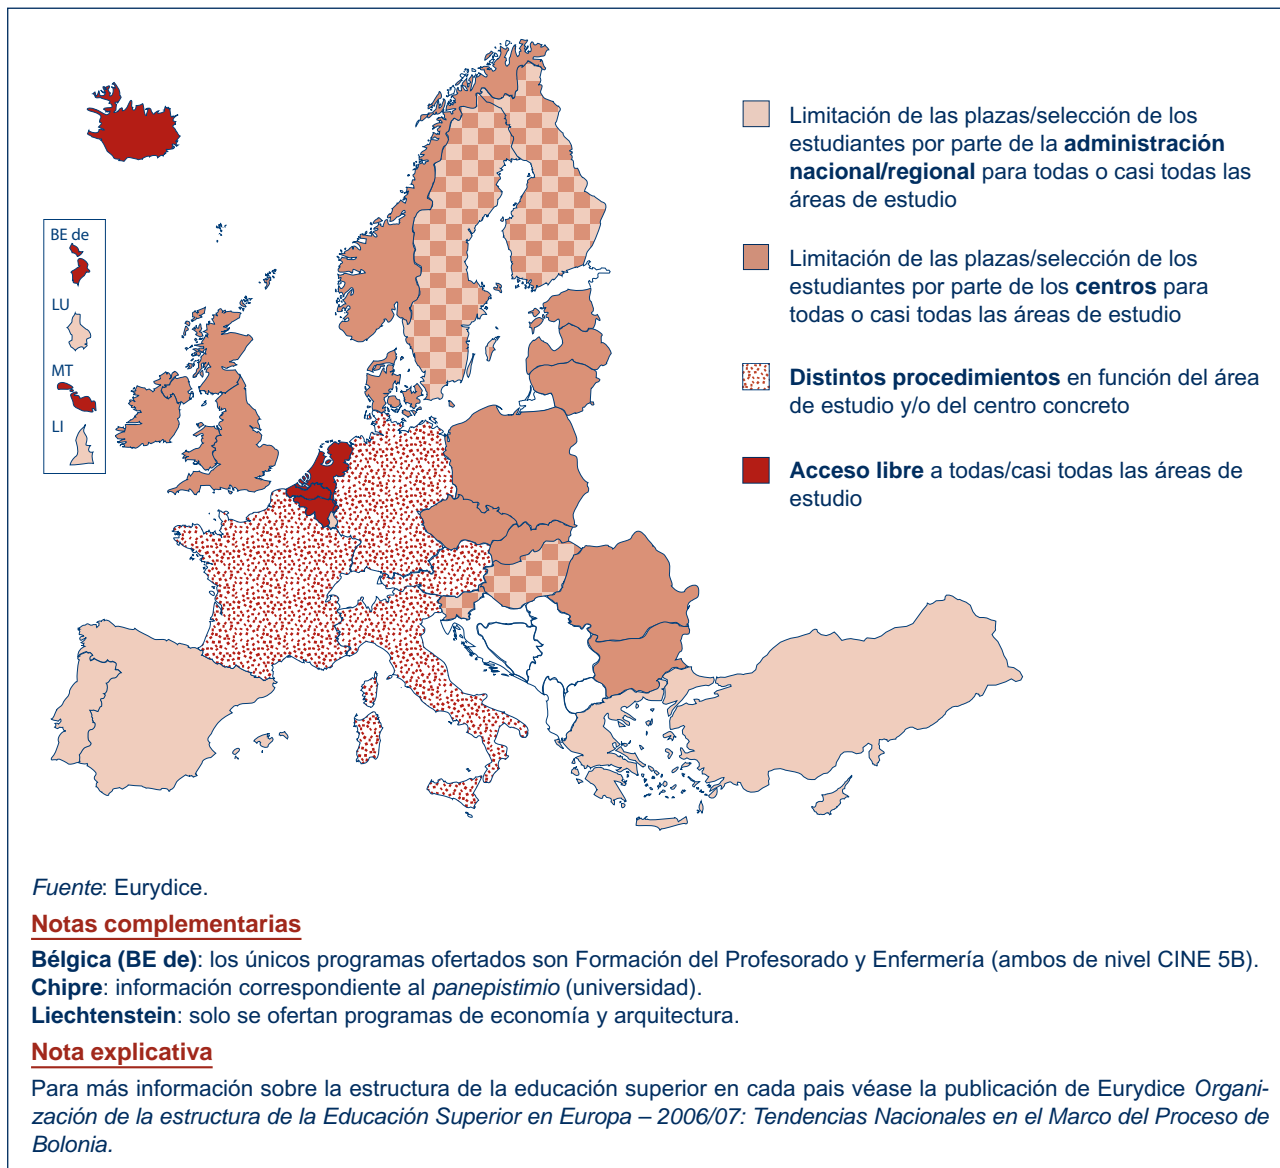 BE de
LU
MT
LI
Limitación de las plazas/selección de los
estudiantes por parte de la administración
nacional/regional para todas o casi todas las
áreas de estudio
Limitación de las plazas/selección de los
estudiantes por parte de los centros para
todas o casi todas las áreas de estudio
Distintos procedimientos en función del área
de estudio y/o del centro concreto
Acceso libre a todas/casi todas las áreas de
estudio
Fuente: Eurydice.
Notas complementarias
Bélgica (BE de): los únicos programas ofertados son Formación del Profesorado y Enfermería (ambos de nivel CINE 5B).
Chipre: información correspondiente al panepistimio (universidad).
Liechtenstein: solo se ofertan programas de economía y arquitectura.
Nota explicativa
Para más información sobre la estructura de la educación superior en cada pais véase la publicación de Eurydice Organi-
zación de la estructura de la Educación Superior en Europa – 2006/07: Tendencias Nacionales en el Marco del Proceso de
Bolonia.